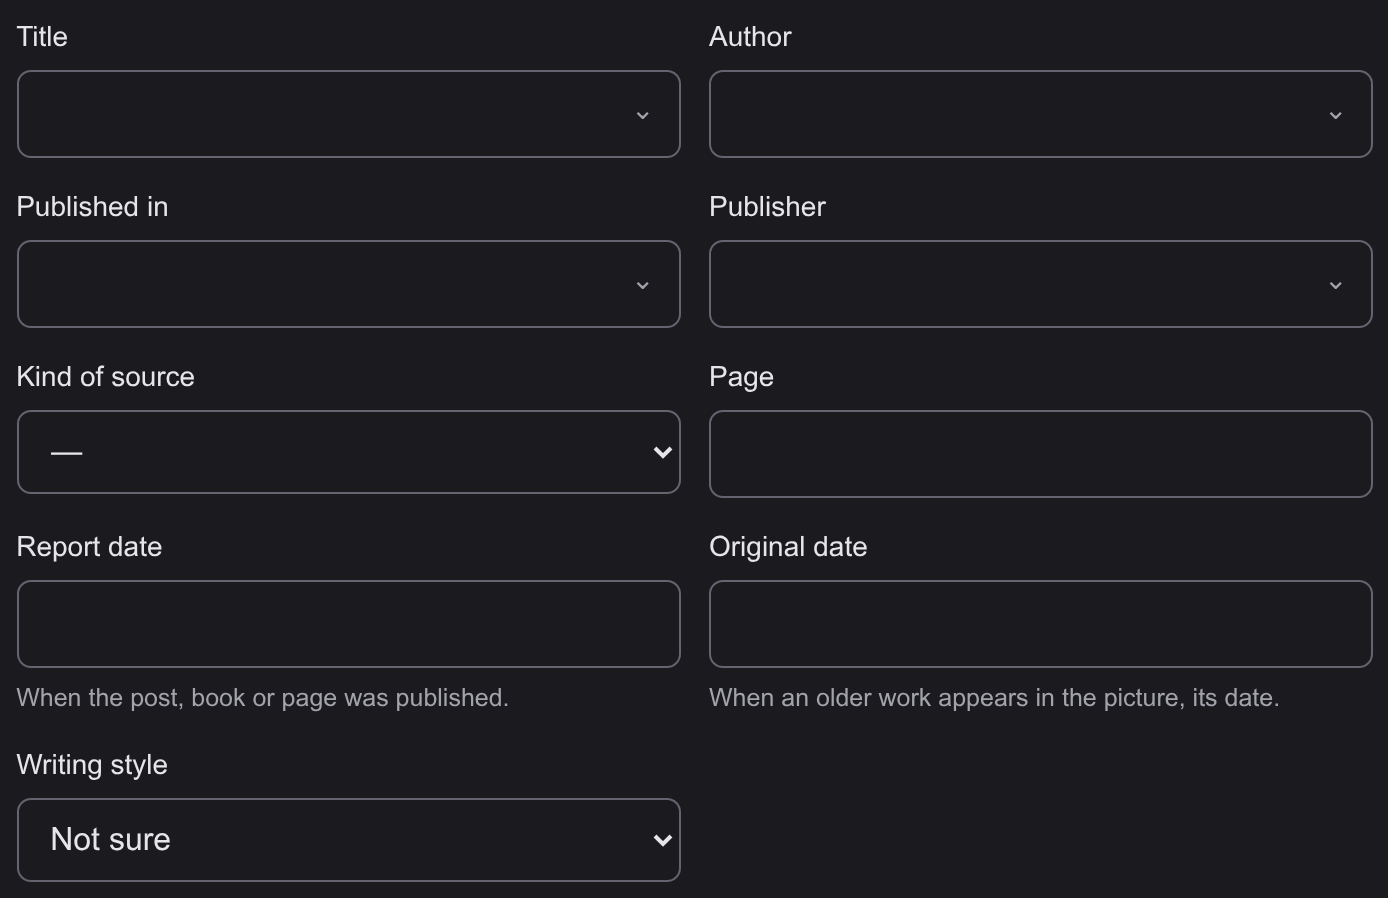 Title
Author
Published in
Publisher
Kind of source
Page
—
Report date
Original date
When the post, book or page was published.
When an older work appears in the picture, its date.
Writing style
Not sure